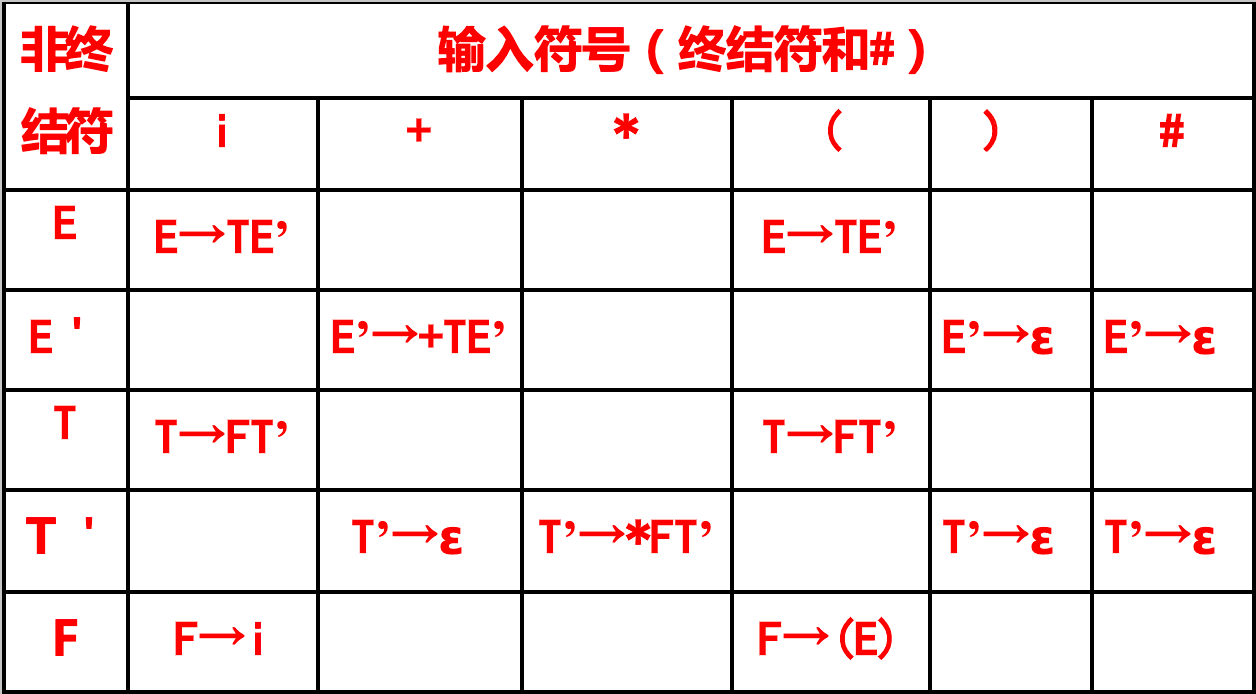 非终结符 输入符号（终结符和#）
i + * ( ) #
E E→TE’ E→TE’
E ' E’→+TE’ E’→ε E’→ε
T T→FT’ T→FT’
T ' T’→ε T’→*FT’ T’→ε T’→ε
F F→i F→(E)